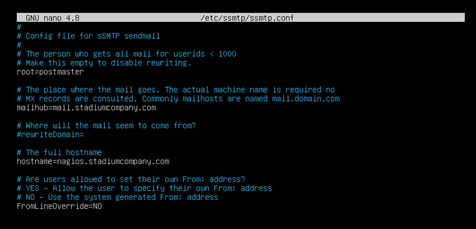 GNU nano 4.8 /etc/ssmtp/ssmtp.conf
#
# Config file for sSMTP sendmail
#
# The person who gets all mail for userids < 1000
# Make this empty to disable rewriting.
root=postmaster
# The place where the mail goes. The actual machine name is required no
# MX records are consulted. Commonly mailhosts are named mail.domain.com
mailhub=mail.stadiumcompany.com
# Where will the mail seem to come from?
#rewriteDomain=
# The full hostname
hostname=nagios.stadiumcompany.com
# Are users allowed to set their own From: address?
# YES - Allow the user to specify their own From: address
# NO - Use the system generated From: address
FromLineOverride=NO